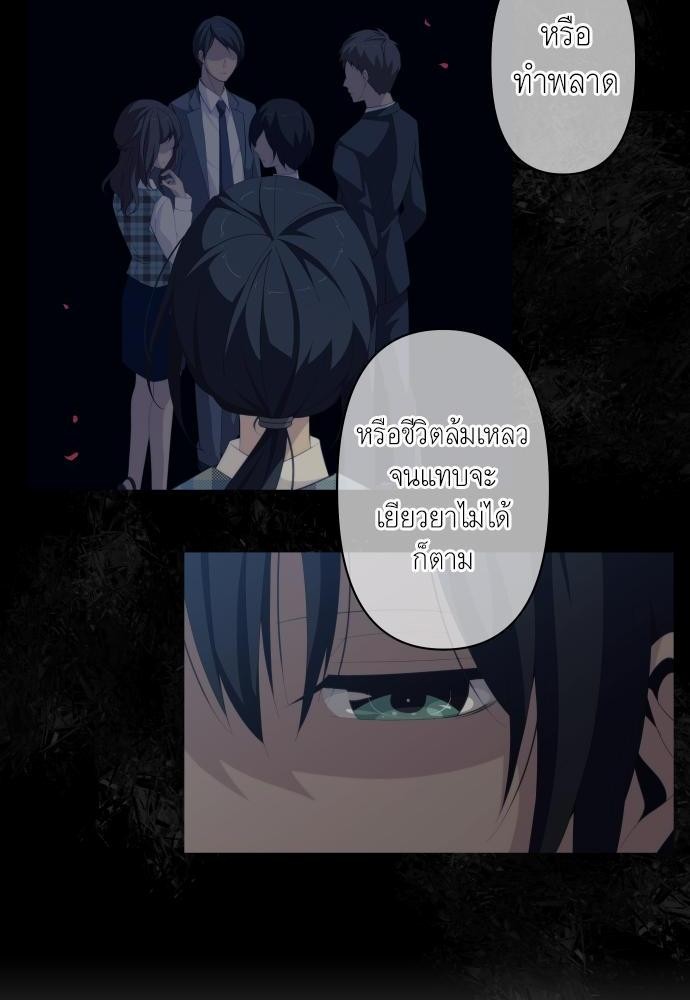 หรือ
ทำพลาด
หรือชีวิตล้มเหลว
จนแทบจะ
เยียวยาไม่ได้
ก็ตาม